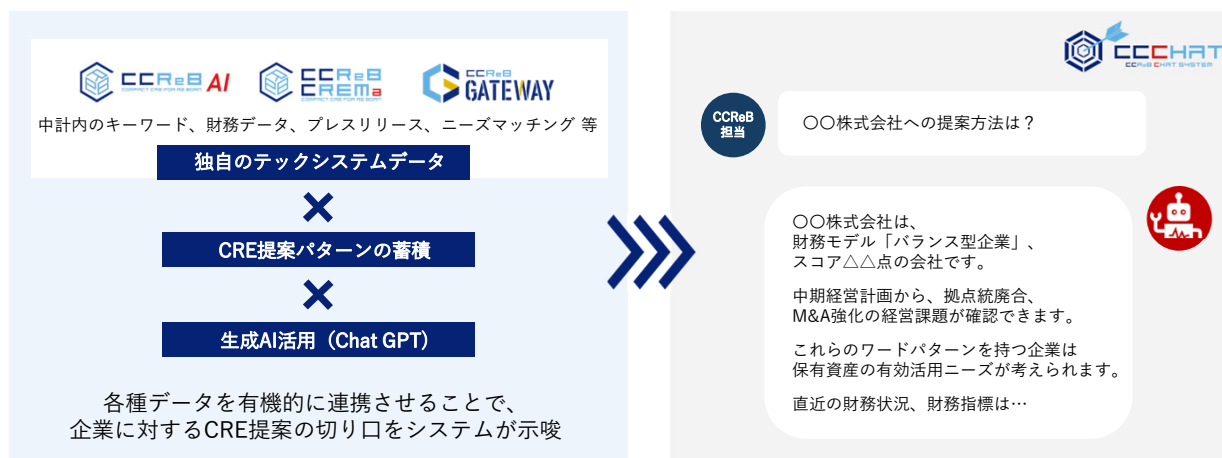 CCReB AI
COMPACT CRE FOR RE BORN
CCReB
CREMa
COMPACT CRE FOR RE BORN
CCReB
GATEWAY
中計内のキーワード、財務データ、プレスリリース、ニーズマッチング 等
独自のテックシステムデータ
×
CRE提案パターンの蓄積
×
生成AI活用（Chat GPT）
各種データを有機的に連携させることで、
企業に対するCRE提案の切り口をシステムが示唆
CCCHAT
CCReB CHAT SYSTEM
CCReB
担当
〇〇株式会社への提案方法は？
〇〇株式会社は、
財務モデル「バランス型企業」、
スコア△△点の会社です。
中期経営計画から、拠点統廃合、
M&A強化の経営課題が確認できます。
これらのワードパターンを持つ企業は
保有資産の有効活用ニーズが考えられます。
直近の財務状況、財務指標は…